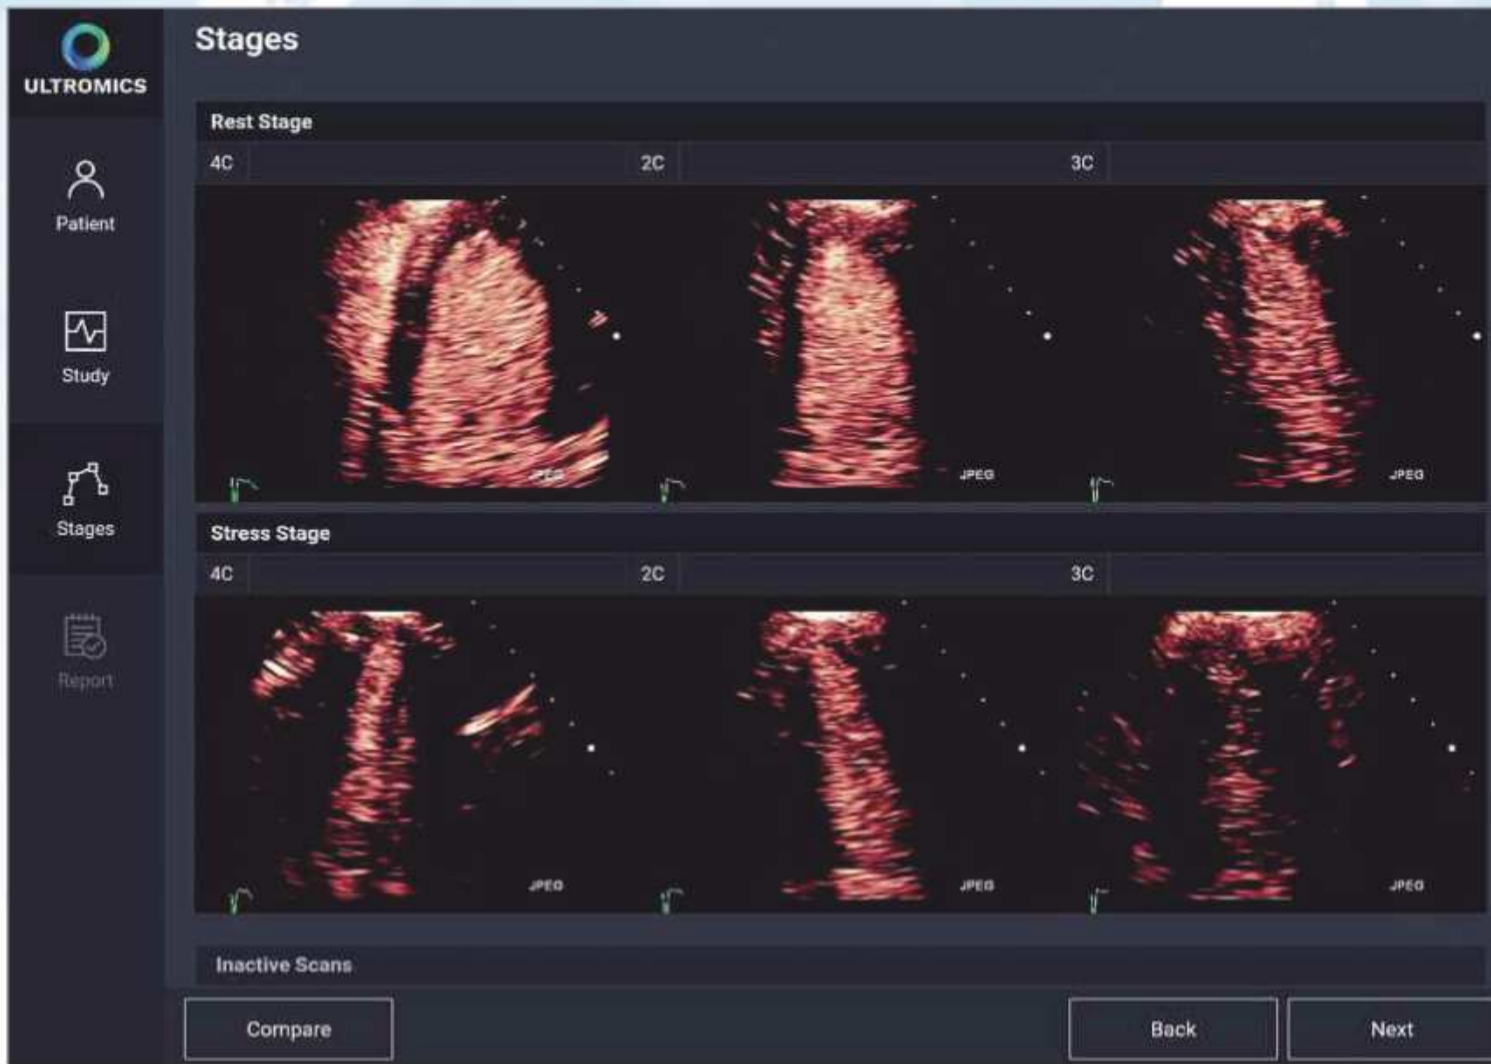 ULTROMICS
Patient
Study
Stages
Report
Stages
Rest Stage
4C 2C 3C
JPEG JPEG JPEG
Stress Stage
4C 2C 3C
JPEG JPEG JPEG
Inactive Scans
Compare Back Next